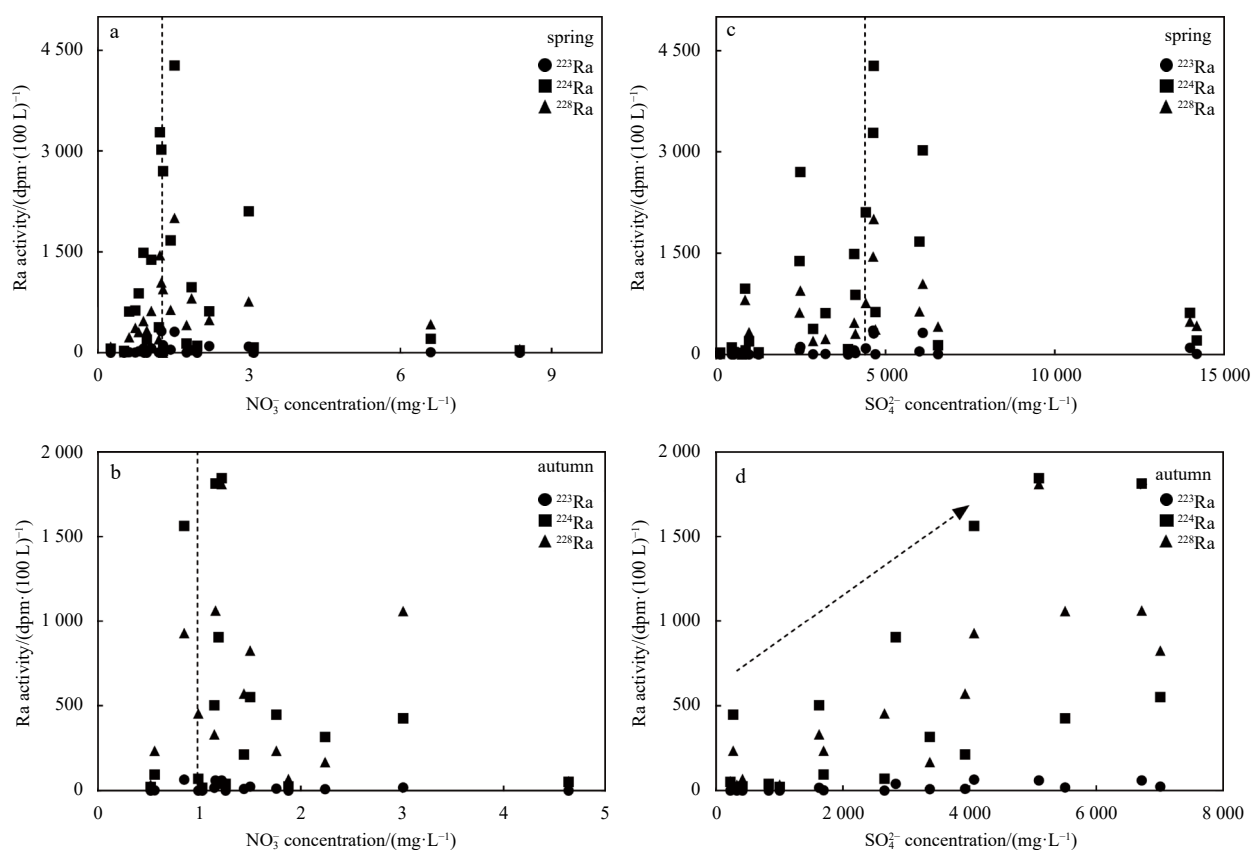 a
spring
²²³Ra
²²⁴Ra
²²⁸Ra
4 500
3 000
1 500
0
0
3
6
9
Ra activity/(dpm·(100 L)⁻¹)
NO₃⁻ concentration/(mg·L⁻¹)
c
spring
²²³Ra
²²⁴Ra
²²⁸Ra
4 500
3 000
1 500
0
5 000
10 000
15 000
Ra activity/(dpm·(100 L)⁻¹)
SO₄²⁻ concentration/(mg·L⁻¹)
b
autumn
²²³Ra
²²⁴Ra
²²⁸Ra
2 000
1 500
1 000
500
0
0
1
2
3
4
5
Ra activity/(dpm·(100 L)⁻¹)
NO₃⁻ concentration/(mg·L⁻¹)
d
autumn
²²³Ra
²²⁴Ra
²²⁸Ra
2 000
1 500
1 000
500
0
2 000
4 000
6 000
8 000
Ra activity/(dpm·(100 L)⁻¹)
SO₄²⁻ concentration/(mg·L⁻¹)